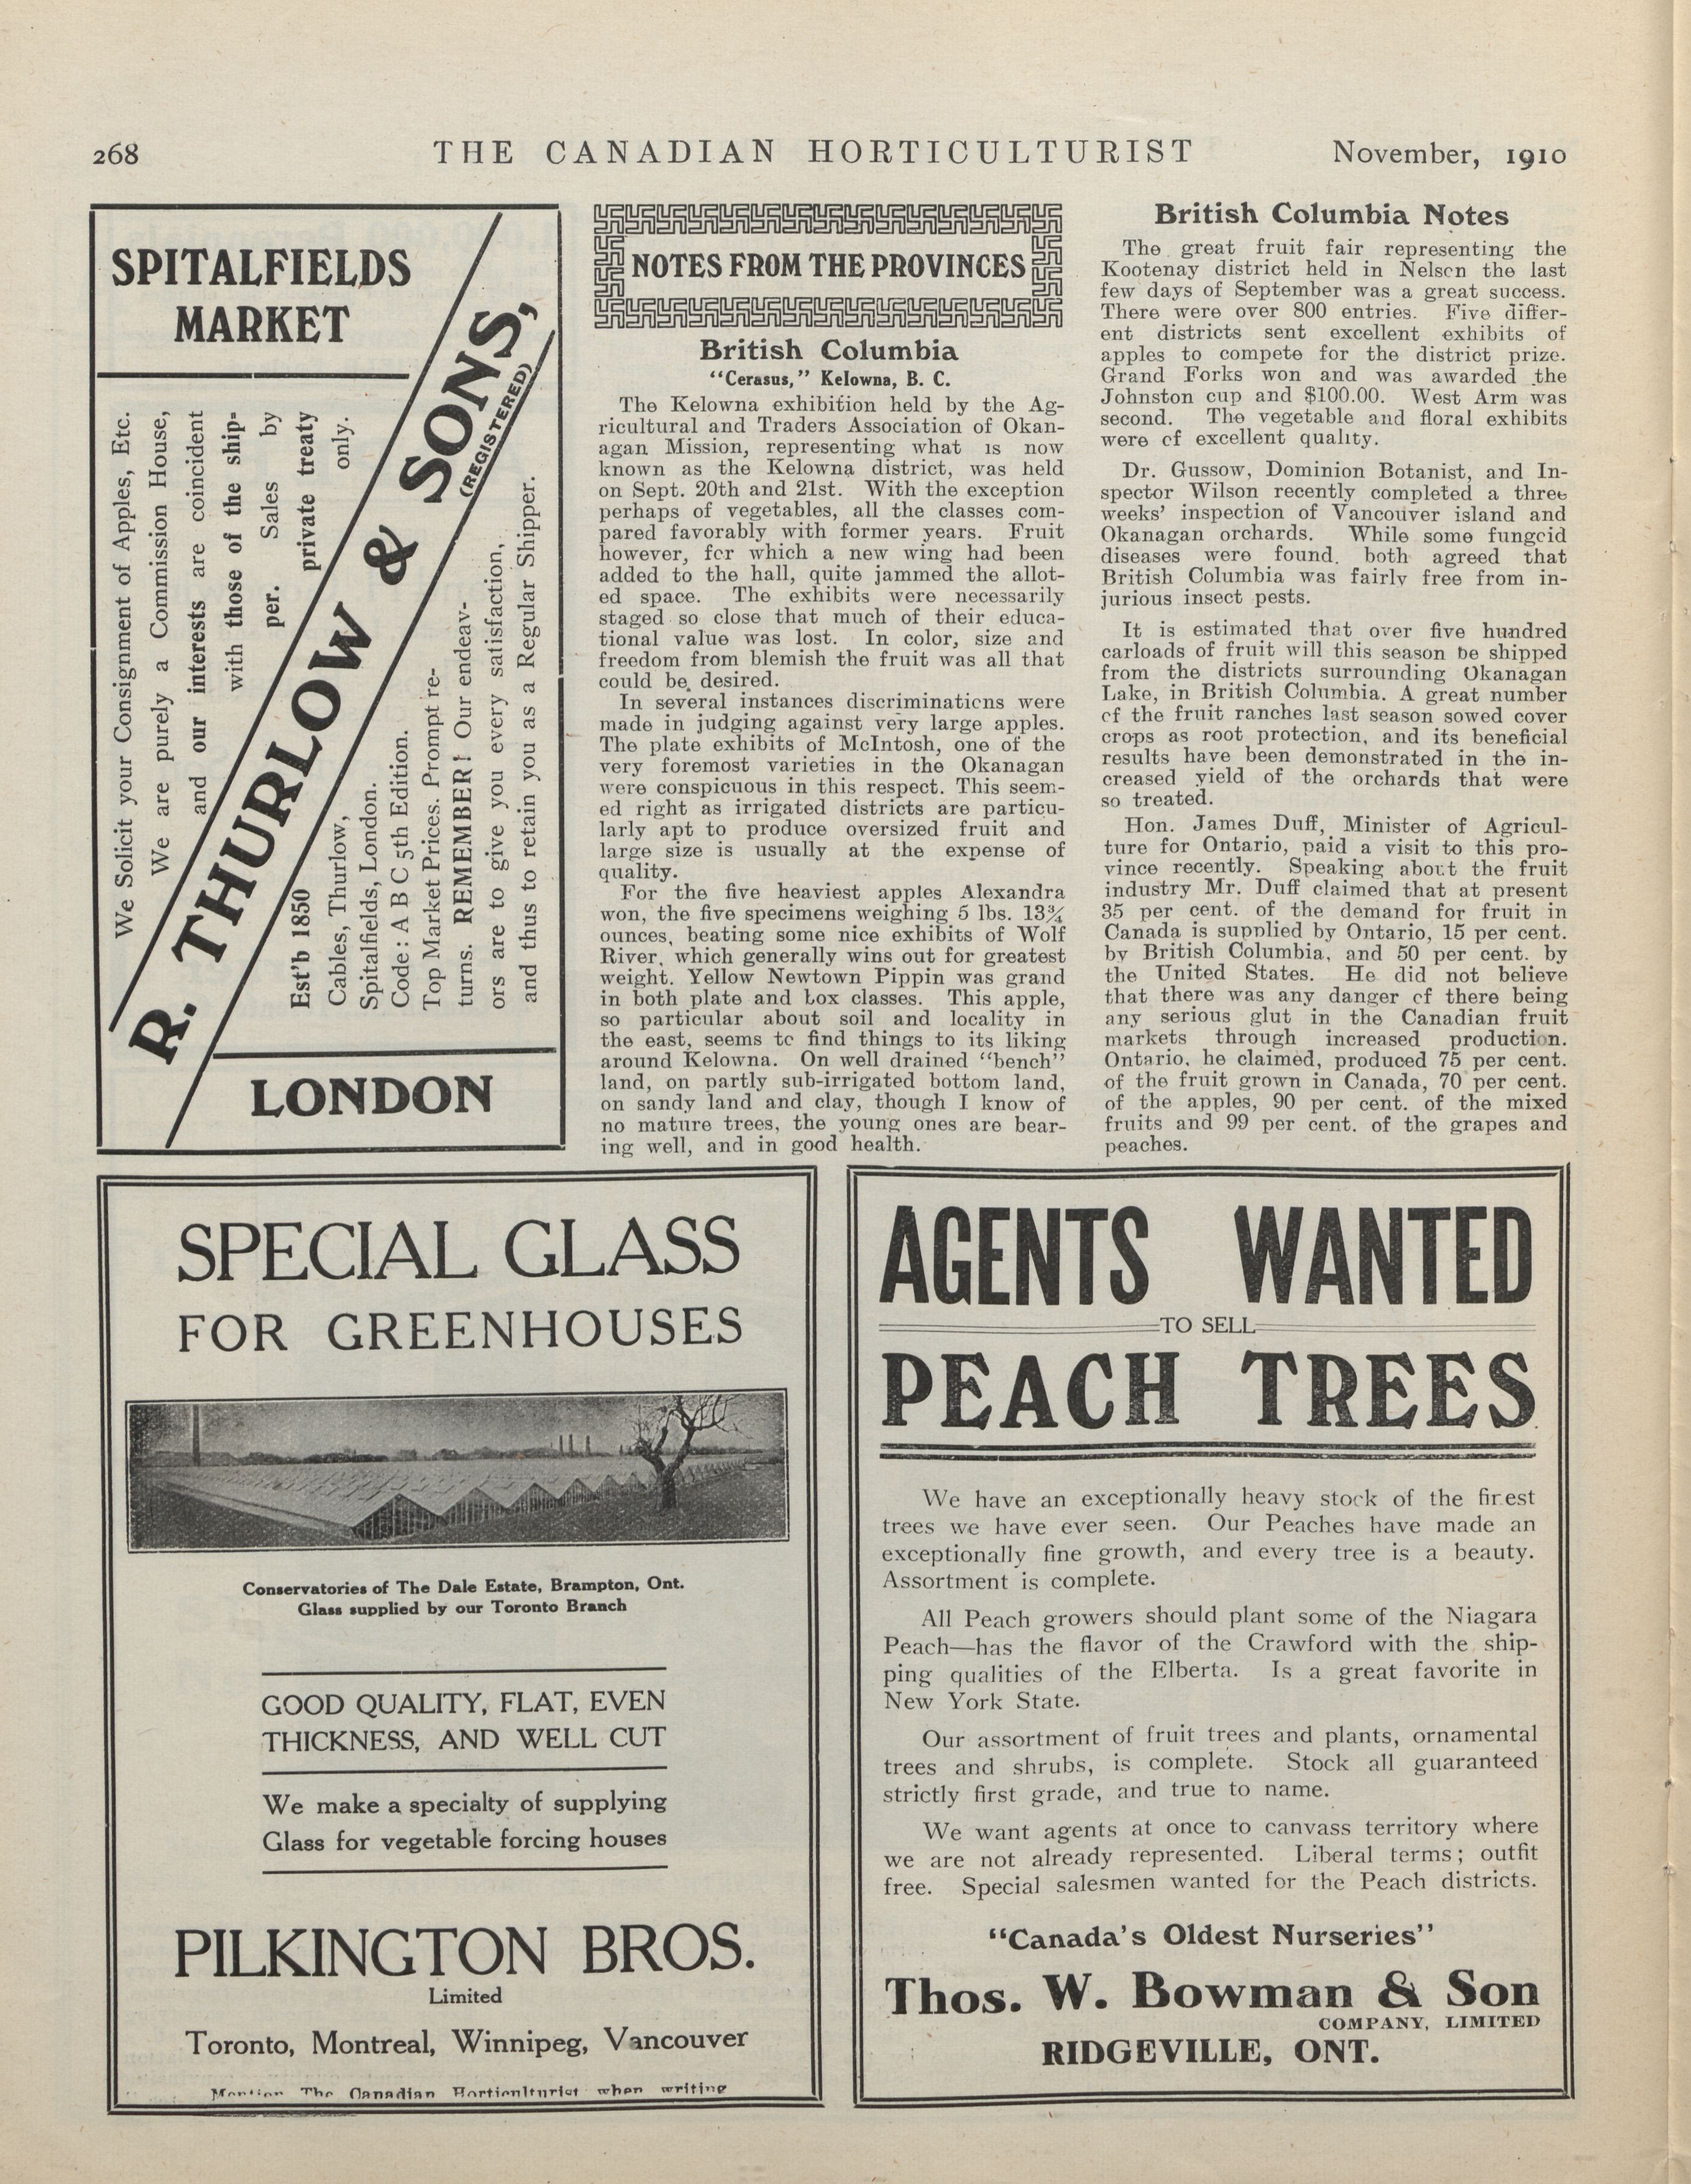 268
THE CANADIAN HORTICULTURIST
November, 1910
SPITALFIELDS
MARKET
We Solicit your Consignment of Apples, Etc.
We are purely a Commission House,
and our interests are coincident
with those of the ship-
per. Sales by
private treaty
only.
R. THURLOW & SONS,
(REGISTERED)
Est'b 1850
Cables, Thurlow,
Spitalfields, London.
Code: A B C 5th Edition.
Top Market Prices. Prompt re-
turns. REMEMBER! Our endeav-
ors are to give you every satisfaction,
and thus to retain you as a Regular Shipper.
LONDON
NOTES FROM THE PROVINCES
British Columbia
"Cerasus," Kelowna, B. C.
The Kelowna exhibition held by the Ag-
ricultural and Traders Association of Okan-
agan Mission, representing what is now
known as the Kelowna district, was held
on Sept. 20th and 21st. With the exception
perhaps of vegetables, all the classes com-
pared favorably with former years. Fruit
however, for which a new wing had been
added to the hall, quite jammed the allot-
ed space. The exhibits were necessarily
staged so close that much of their educa-
tional value was lost. In color, size and
freedom from blemish the fruit was all that
could be desired.
In several instances discriminations were
made in judging against very large apples.
The plate exhibits of McIntosh, one of the
very foremost varieties in the Okanagan
were conspicuous in this respect. This seem-
ed right as irrigated districts are particu-
larly apt to produce oversized fruit and
large size is usually at the expense of
quality.
For the five heaviest apples Alexandra
won, the five specimens weighing 5 lbs. 13¾
ounces, beating some nice exhibits of Wolf
River, which generally wins out for greatest
weight. Yellow Newtown Pippin was grand
in both plate and box classes. This apple,
so particular about soil and locality in
the east, seems to find things to its liking
around Kelowna. On well drained "bench"
land, on partly sub-irrigated bottom land,
on sandy land and clay, though I know of
no mature trees, the young ones are bear-
ing well, and in good health.
British Columbia Notes
The great fruit fair representing the
Kootenay district held in Nelson the last
few days of September was a great success.
There were over 800 entries. Five differ-
ent districts sent excellent exhibits of
apples to compete for the district prize.
Grand Forks won and was awarded the
Johnston cup and $100.00. West Arm was
second. The vegetable and floral exhibits
were of excellent quality.
Dr. Gussow, Dominion Botanist, and In-
spector Wilson recently completed a three
weeks' inspection of Vancouver island and
Okanagan orchards. While some fungoid
diseases were found, both agreed that
British Columbia was fairly free from in-
jurious insect pests.
It is estimated that over five hundred
carloads of fruit will this season be shipped
from the districts surrounding Okanagan
Lake, in British Columbia. A great number
of the fruit ranches last season sowed cover
crops as root protection, and its beneficial
results have been demonstrated in the in-
creased yield of the orchards that were
so treated.
Hon. James Duff, Minister of Agricul-
ture for Ontario, paid a visit to this pro-
vince recently. Speaking about the fruit
industry Mr. Duff claimed that at present
35 per cent. of the demand for fruit in
Canada is supplied by Ontario, 15 per cent.
by British Columbia, and 50 per cent. by
the United States. He did not believe
that there was any danger of there being
any serious glut in the Canadian fruit
markets through increased production.
Ontario, he claimed, produced 75 per cent.
of the fruit grown in Canada, 70 per cent.
of the apples, 90 per cent. of the mixed
fruits and 99 per cent. of the grapes and
peaches.
SPECIAL GLASS
FOR GREENHOUSES
Conservatories of The Dale Estate, Brampton, Ont.
Glass supplied by our Toronto Branch
GOOD QUALITY, FLAT, EVEN
THICKNESS, AND WELL CUT
We make a specialty of supplying
Glass for vegetable forcing houses
PILKINGTON BROS.
Limited
Toronto, Montreal, Winnipeg, Vancouver
Mention The Canadian Horticulturist when writing
AGENTS WANTED
TO SELL
PEACH TREES
We have an exceptionally heavy stock of the finest
trees we have ever seen. Our Peaches have made an
exceptionally fine growth, and every tree is a beauty.
Assortment is complete.
All Peach growers should plant some of the Niagara
Peach—has the flavor of the Crawford with the ship-
ping qualities of the Elberta. Is a great favorite in
New York State.
Our assortment of fruit trees and plants, ornamental
trees and shrubs, is complete. Stock all guaranteed
strictly first grade, and true to name.
We want agents at once to canvass territory where
we are not already represented. Liberal terms; outfit
free. Special salesmen wanted for the Peach districts.
"Canada's Oldest Nurseries"
Thos. W. Bowman & Son
COMPANY, LIMITED
RIDGEVILLE, ONT.